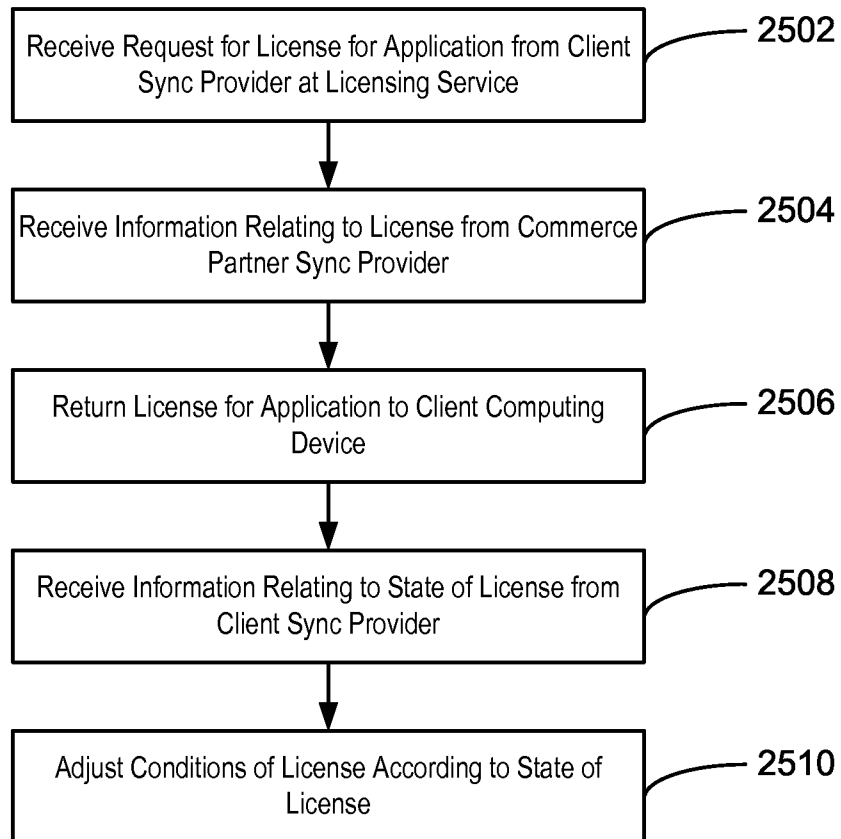 Receive Request for License for Application from Client
Sync Provider at Licensing Service
2502
Receive Information Relating to License from Commerce
Partner Sync Provider
2504
Return License for Application to Client Computing
Device
2506
Receive Information Relating to State of License from
Client Sync Provider
2508
Adjust Conditions of License According to State of
License
2510